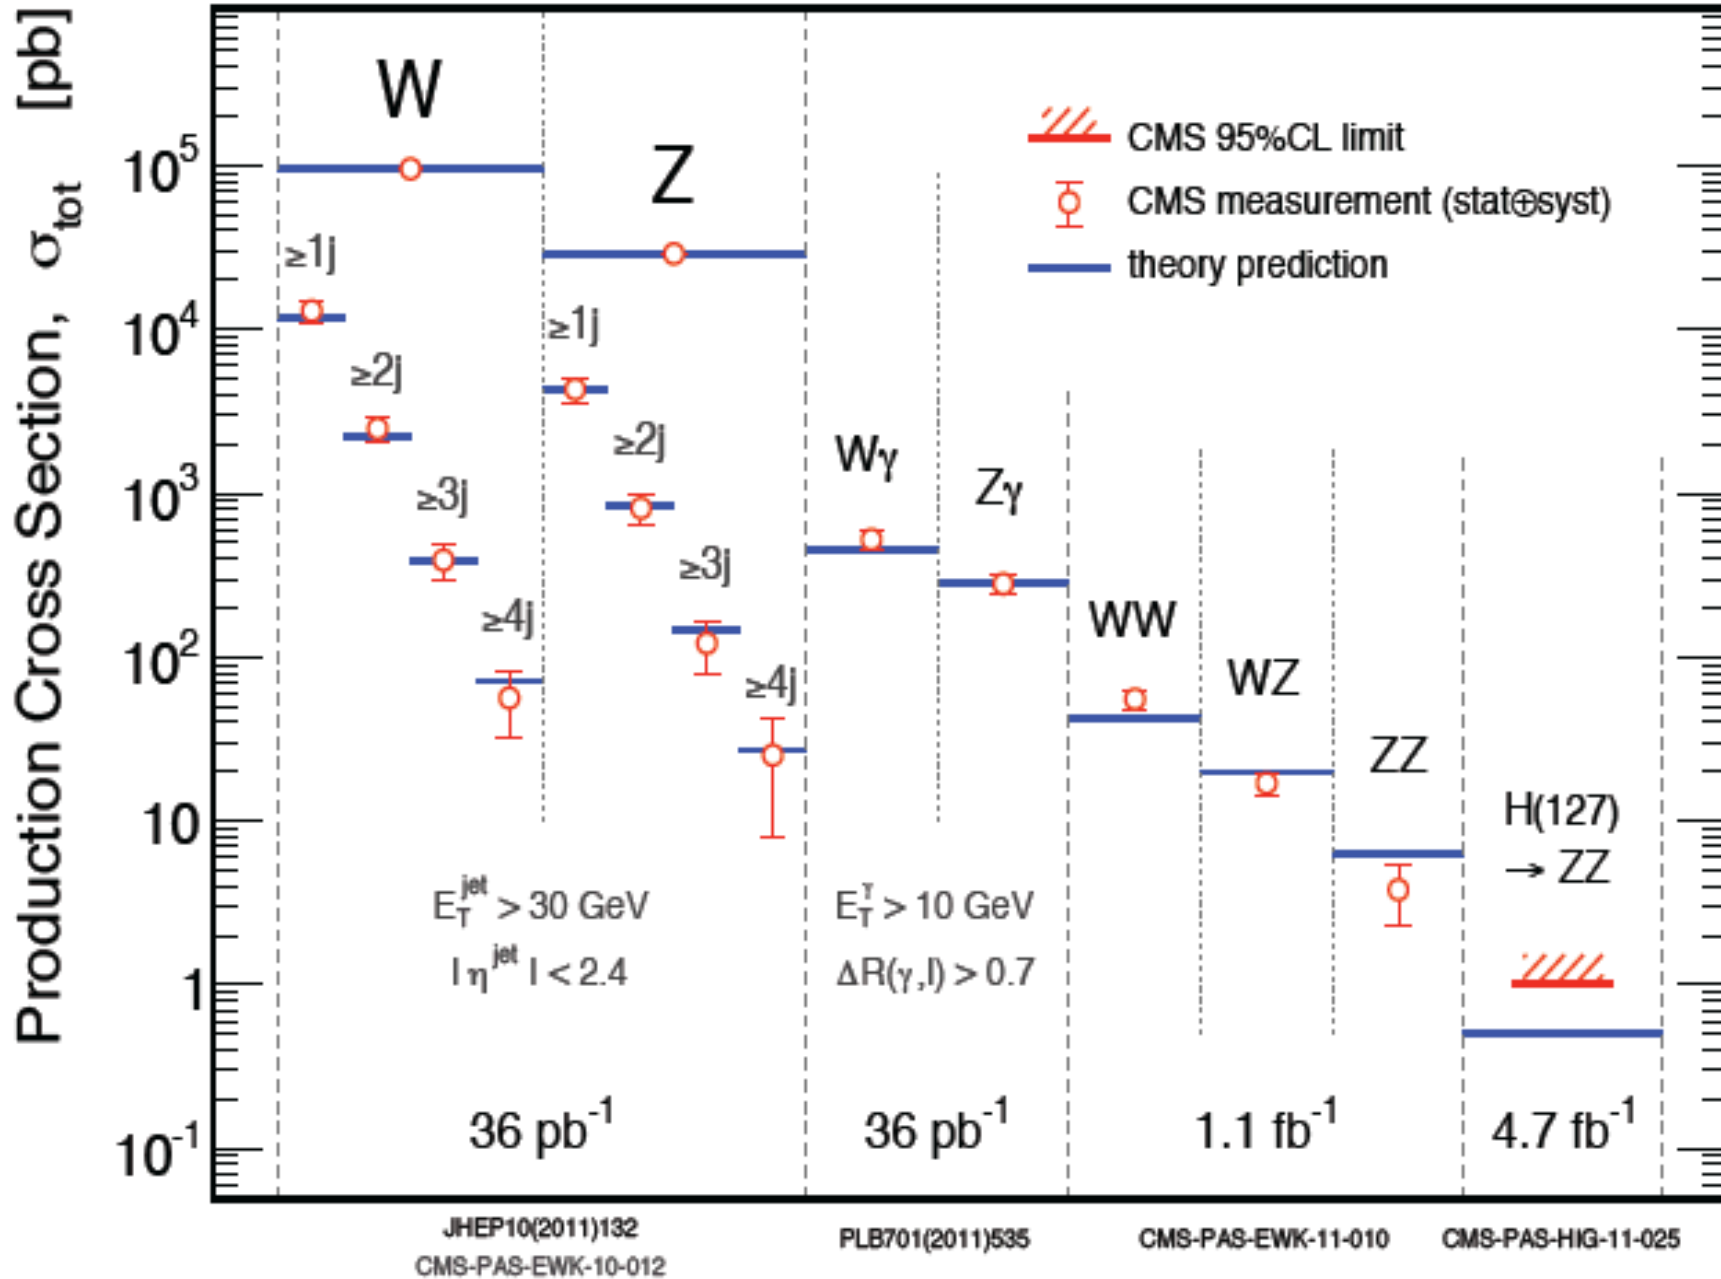 Production Cross Section, σ_tot [pb]
10^5
10^4
10^3
10^2
10
1
10^-1
W
≥1j
≥2j
≥3j
≥4j
Z
≥1j
≥2j
≥3j
≥4j
E_T^jet > 30 GeV
|η^jet| < 2.4
Wγ
Zγ
E_T^γ > 10 GeV
ΔR(γ,l) > 0.7
WW
WZ
ZZ
H(127)
→ ZZ
CMS 95%CL limit
CMS measurement (stat⊕syst)
theory prediction
36 pb^-1
36 pb^-1
1.1 fb^-1
4.7 fb^-1
JHEP10(2011)132
CMS-PAS-EWK-10-012
PLB701(2011)535
CMS-PAS-EWK-11-010
CMS-PAS-HIG-11-025